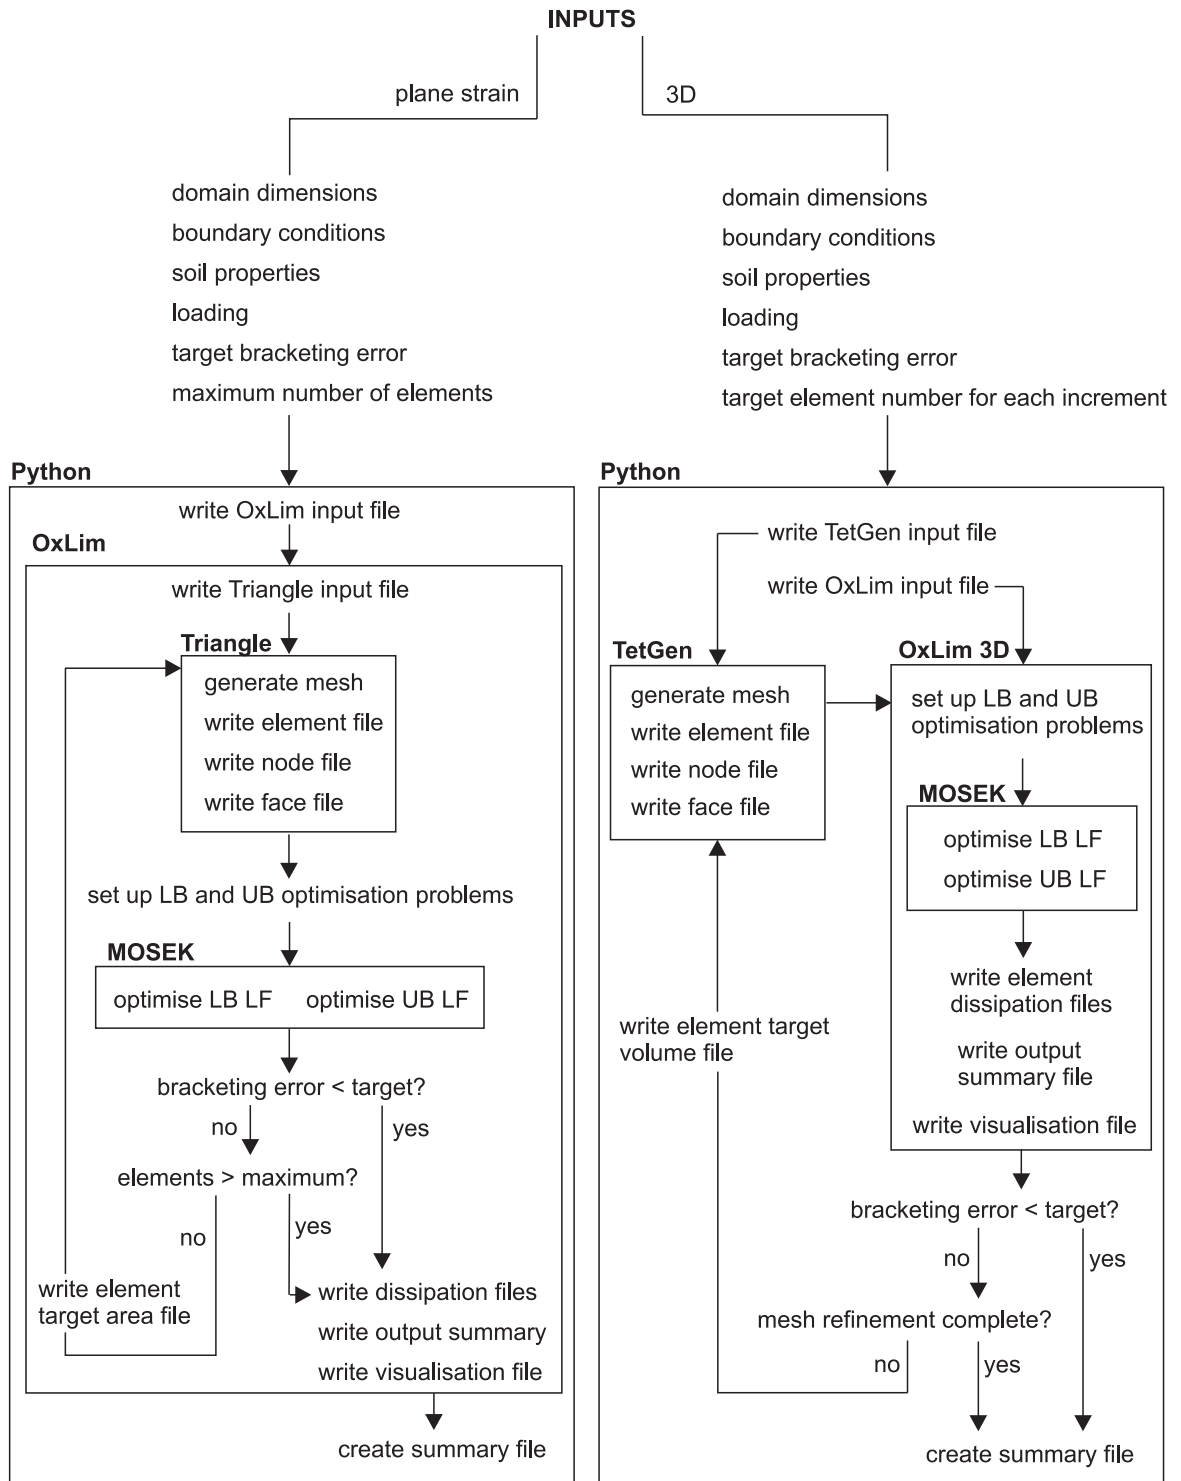 INPUTS
plane strain
domain dimensions
boundary conditions
soil properties
loading
target bracketing error
maximum number of elements
Python
write OxLim input file
OxLim
write Triangle input file
Triangle
generate mesh
write element file
write node file
write face file
set up LB and UB optimisation problems
MOSEK
optimise LB LF
optimise UB LF
bracketing error < target?
no
yes
elements > maximum?
no
yes
write element
target area file
write dissipation files
write output summary
write visualisation file
create summary file
3D
domain dimensions
boundary conditions
soil properties
loading
target bracketing error
target element number for each increment
Python
write TetGen input file
write OxLim input file
TetGen
generate mesh
write element file
write node file
write face file
OxLim 3D
set up LB and UB
optimisation problems
MOSEK
optimise LB LF
optimise UB LF
write element
dissipation files
write output
summary file
write visualisation file
write element target
volume file
bracketing error < target?
no
yes
mesh refinement complete?
no
yes
create summary file